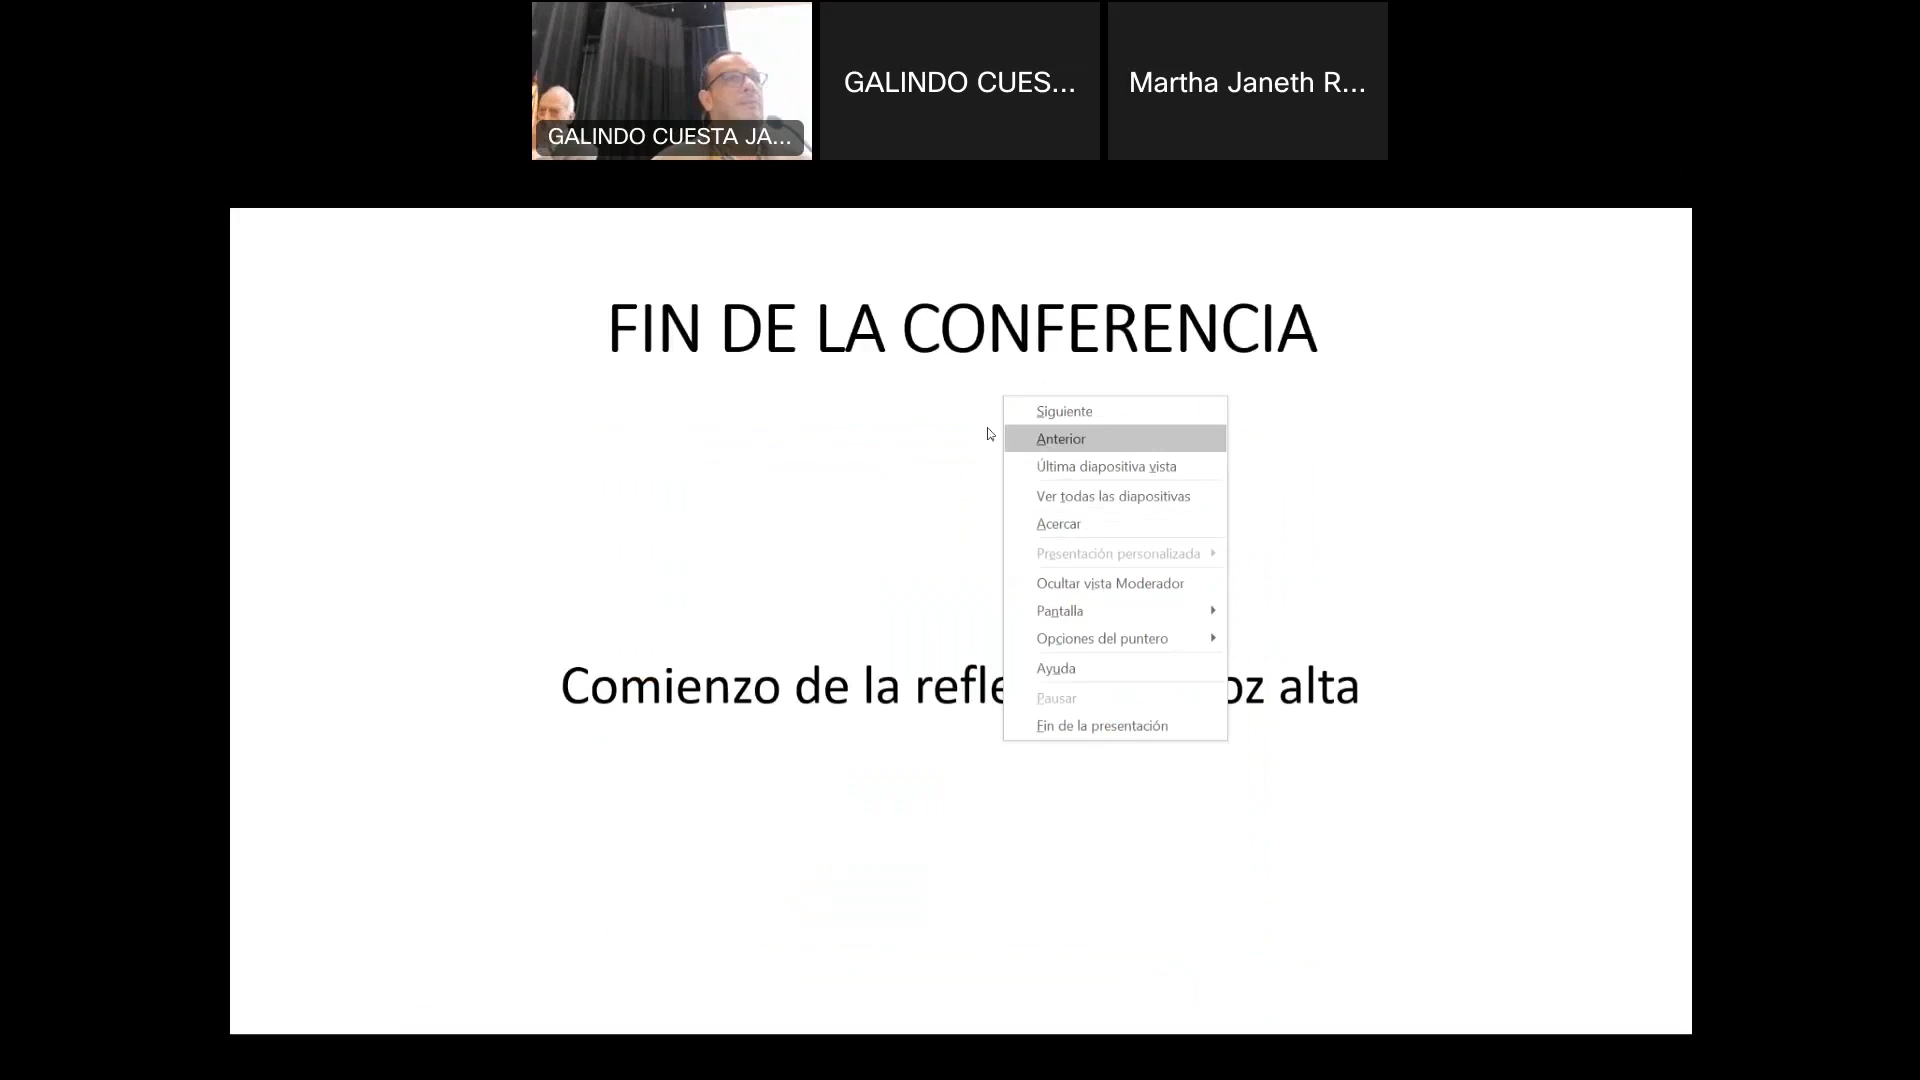 GALINDO CUESTA JA...
GALINDO CUES...
Martha Janeth R...
FIN DE LA CONFERENCIA
Siguiente
Anterior
Última diapositiva vista
Ver todas las diapositivas
Acercar
Presentación personalizada
Ocultar vista Moderador
Pantalla
Opciones del puntero
Ayuda
Pausar
Fin de la presentación
Comienzo de la refle oz alta